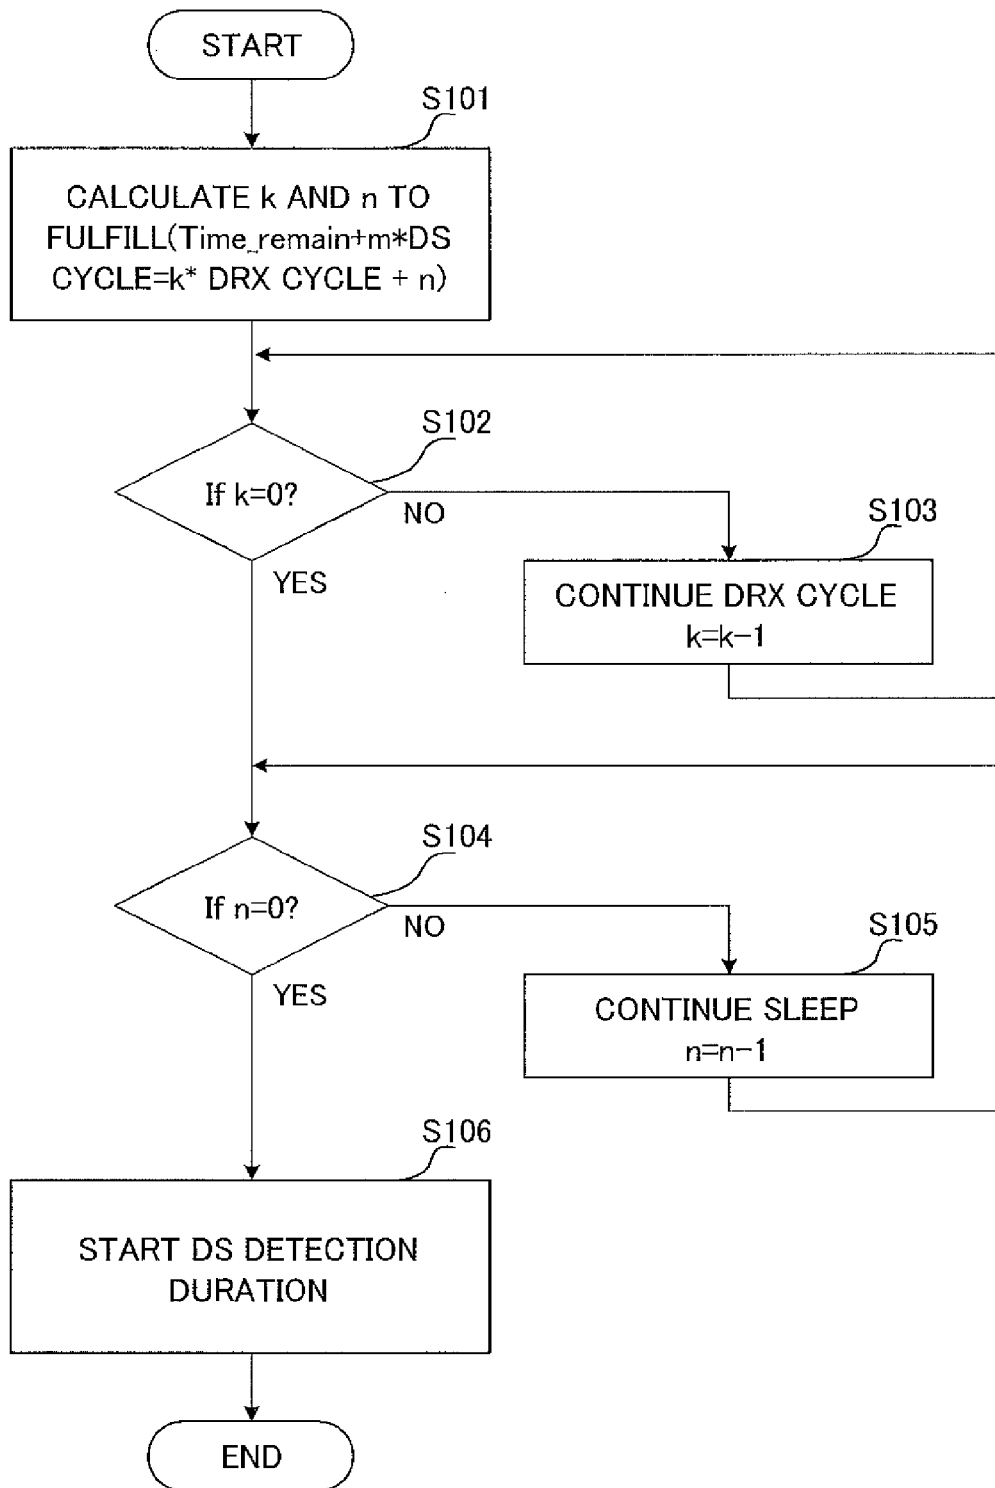 START
S101
CALCULATE k AND n TO
FULFILL(Time_remain+m*DS
CYCLE=k* DRX CYCLE + n)
S102
If k=0?
NO
YES
S103
CONTINUE DRX CYCLE
k=k-1
S104
If n=0?
NO
YES
S105
CONTINUE SLEEP
n=n-1
S106
START DS DETECTION
DURATION
END